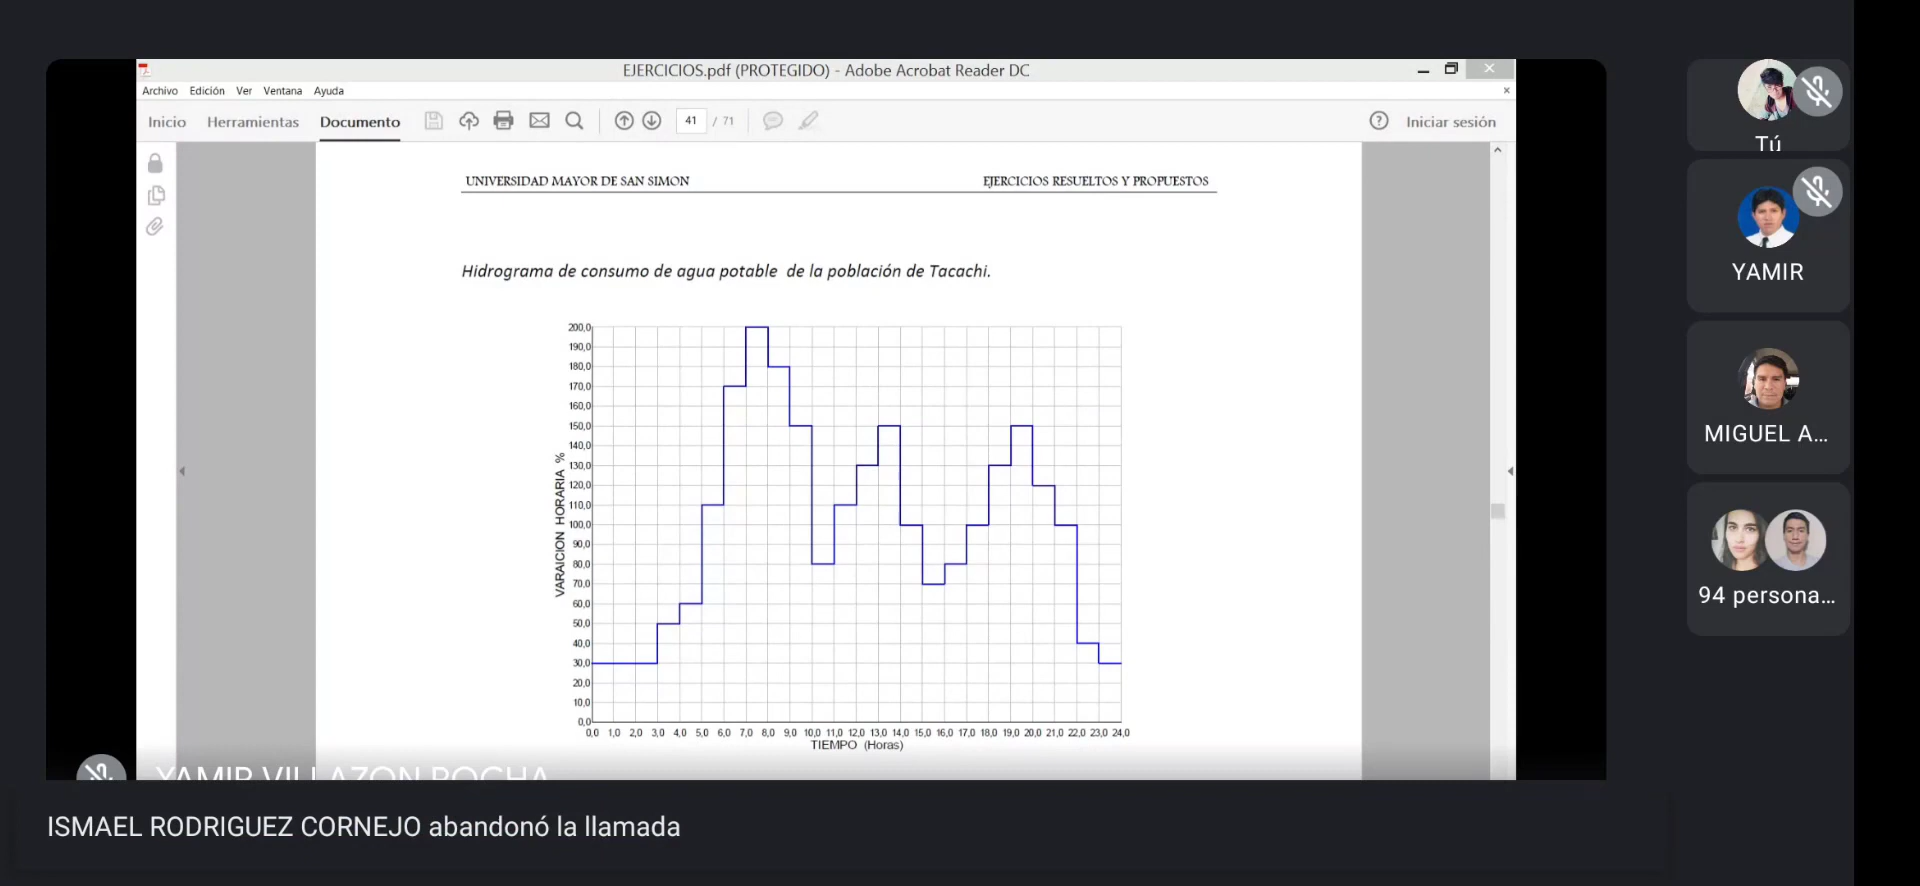 EJERCICIOS.pdf (PROTEGIDO) - Adobe Acrobat Reader DC
Archivo Edición Ver Ventana Ayuda
Inicio Herramientas Documento 41 / 71 Iniciar sesión
UNIVERSIDAD MAYOR DE SAN SIMON EJERCICIOS RESUELTOS Y PROPUESTOS
Hidrograma de consumo de agua potable de la población de Tacachi.
200,0
190,0
180,0
170,0
160,0
150,0
140,0
130,0
120,0
110,0
100,0
90,0
80,0
70,0
60,0
50,0
40,0
30,0
20,0
10,0
0,0
VARAICION HORARIA %
0,0 1,0 2,0 3,0 4,0 5,0 6,0 7,0 8,0 9,0 10,0 11,0 12,0 13,0 14,0 15,0 16,0 17,0 18,0 19,0 20,0 21,0 22,0 23,0 24,0
TIEMPO (Horas)
YAMIR VILLAZON ROCHA
ISMAEL RODRIGUEZ CORNEJO abandonó la llamada
Tú
YAMIR
MIGUEL A...
94 persona...